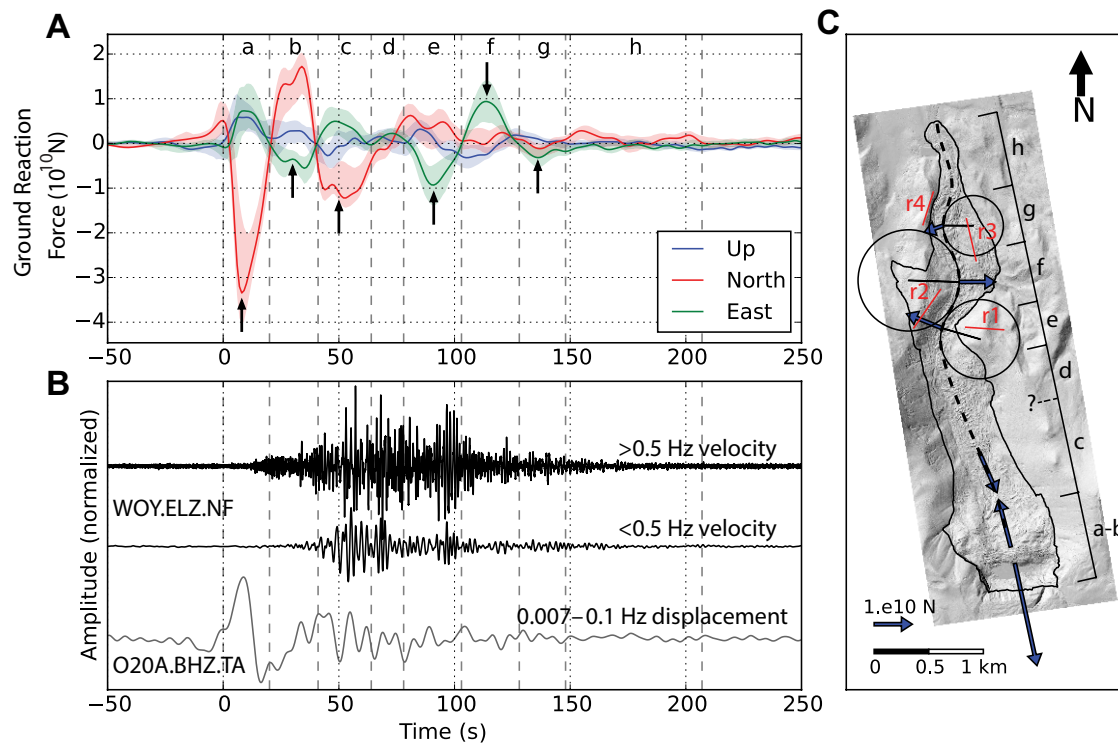 A
a b c d e f g h
Ground Reaction
Force (10¹⁰N)
2
1
0
−1
−2
−3
−4
Up
North
East
−50 0 50 100 150 200 250
B
Amplitude (normalized)
>0.5 Hz velocity
WOY.ELZ.NF
<0.5 Hz velocity
0.007–0.1 Hz displacement
O20A.BHZ.TA
−50 0 50 100 150 200 250
Time (s)
C
N
h
r4
g
r3
f
r2
r1
e
d
?
c
a-b
1.e10 N
0 0.5 1 km